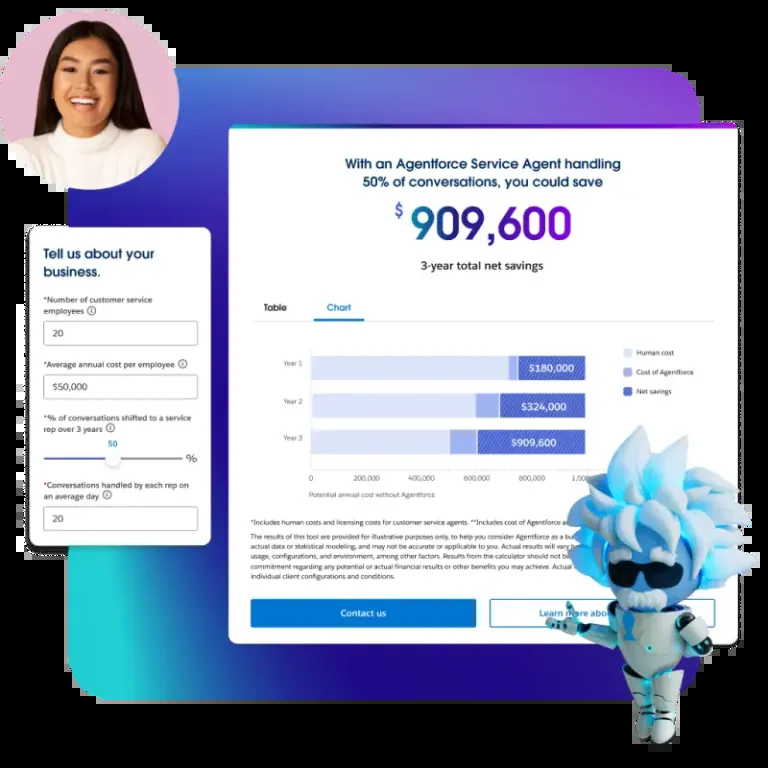 Tell us about your
business.
*Number of customer service
employees
20
*Average annual cost per employee
$50,000
*% of conversations shifted to a service
rep over 3 years
50
%
*Conversations handled by each rep on
an average day
20
With an Agentforce Service Agent handling
50% of conversations, you could save
$909,600
3-year total net savings
Table Chart
Year 1 $180,000
Year 2 $324,000
Year 3 $909,600
0 200,000 400,000 600,000 800,000
Potential annual cost without Agentforce
Human cost
Cost of Agentforce
Net savings
*Includes human costs and licensing costs for customer service agents. **Includes cost of Agentforce
The results of this tool are provided for illustrative purposes only, to help you consider Agentforce as a
actual data or statistical modeling, and may not be accurate or applicable to you. Actual results will vary
usage, configurations, and environment, among other factors. Results from the calculator should not
commitment regarding any potential or actual financial results or other benefits you may achieve. Actual
individual client configurations and conditions.
Contact us
Learn more